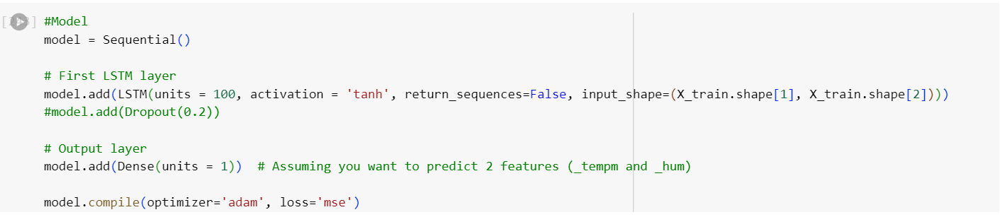 #Model
model = Sequential()
# First LSTM layer
model.add(LSTM(units = 100, activation = 'tanh', return_sequences=False, input_shape=(X_train.shape[1], X_train.shape[2])))
#model.add(Dropout(0.2))
# Output layer
model.add(Dense(units = 1))  # Assuming you want to predict 2 features (_tempm and _hum)
model.compile(optimizer='adam', loss='mse')